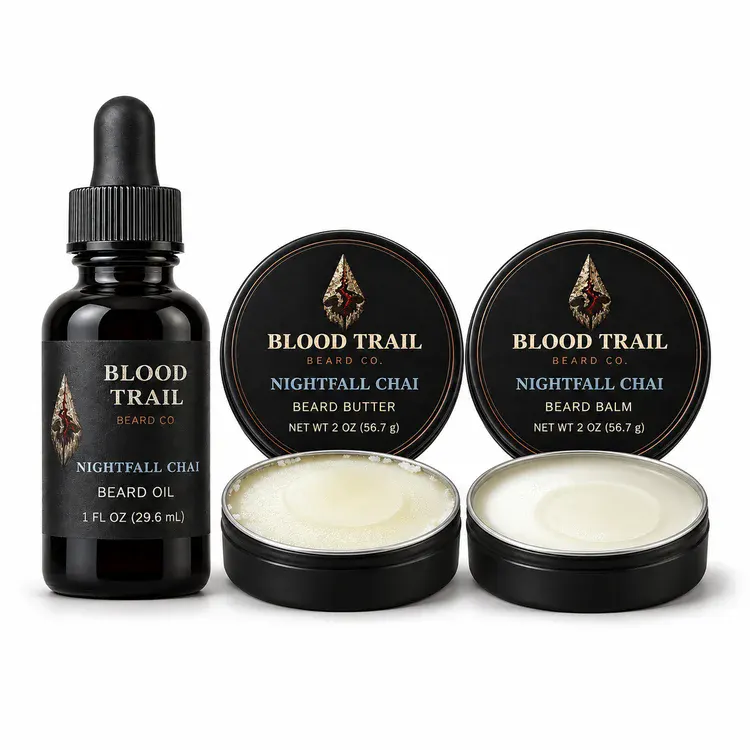 BLOOD
TRAIL
BEARD CO
NIGHTFALL CHAI
BEARD OIL
1 FL OZ (29.6 mL)
BLOOD TRAIL
BEARD CO.
NIGHTFALL CHAI
BEARD BUTTER
NET WT 2 OZ (56.7 g)
BLOOD TRAIL
BEARD CO.
NIGHTFALL CHAI
BEARD BALM
NET WT 2 OZ (56.7 g)